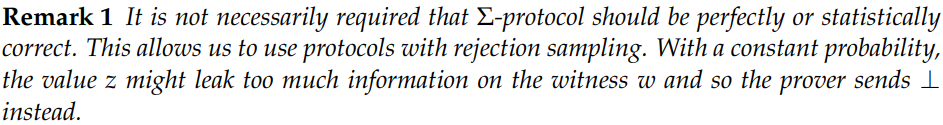 Remark 1 It is not necessarily required that Σ-protocol should be perfectly or statistically
correct. This allows us to use protocols with rejection sampling. With a constant probability,
the value z might leak too much information on the witness w and so the prover sends ⊥
instead.